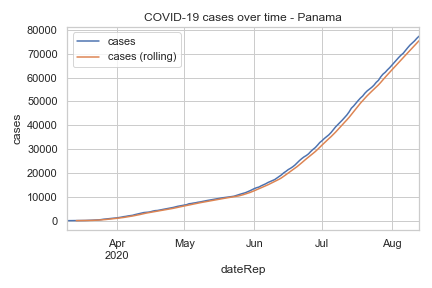 COVID-19 cases over time - Panama
cases
cases (rolling)
80000
70000
60000
50000
40000
30000
20000
10000
0
cases
Apr
2020
May
Jun
Jul
Aug
dateRep